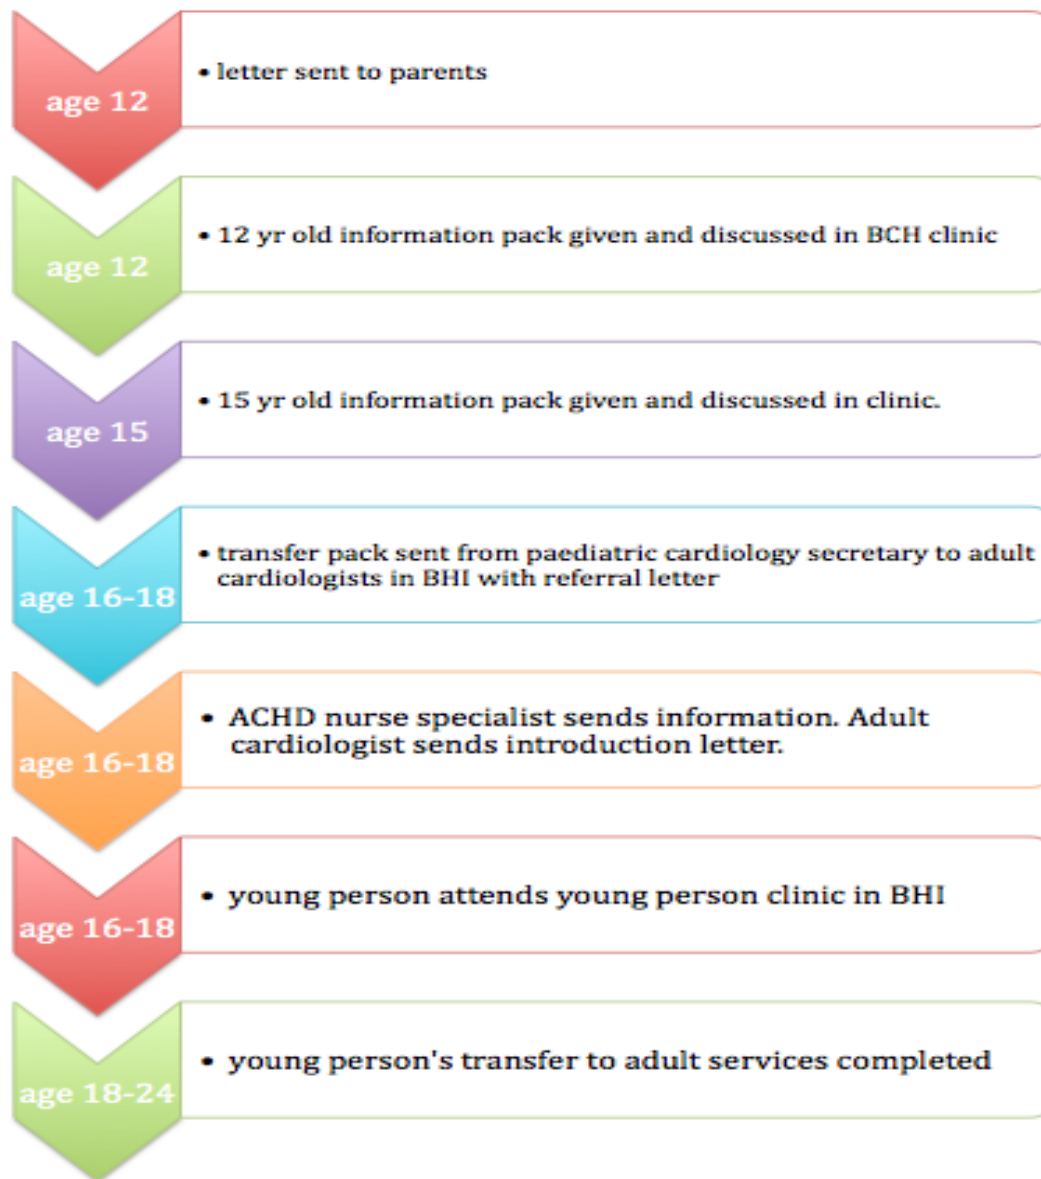 age 12
• letter sent to parents
age 12
• 12 yr old information pack given and discussed in BCH clinic
age 15
• 15 yr old information pack given and discussed in clinic.
age 16-18
• transfer pack sent from paediatric cardiology secretary to adult
cardiologists in BHI with referral letter
age 16-18
• ACHD nurse specialist sends information. Adult
cardiologist sends introduction letter.
age 16-18
• young person attends young person clinic in BHI
age 18-24
• young person's transfer to adult services completed